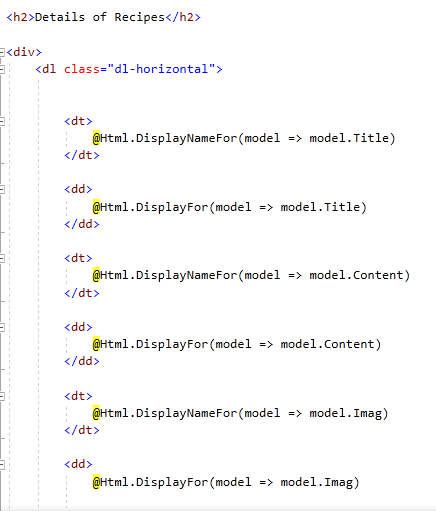 <h2>Details of Recipes</h2>
<div>
<dl class="dl-horizontal">
<dt>
@Html.DisplayNameFor(model => model.Title)
</dt>
<dd>
@Html.DisplayFor(model => model.Title)
</dd>
<dt>
@Html.DisplayNameFor(model => model.Content)
</dt>
<dd>
@Html.DisplayFor(model => model.Content)
</dd>
<dt>
@Html.DisplayNameFor(model => model.Imag)
</dt>
<dd>
@Html.DisplayFor(model => model.Imag)